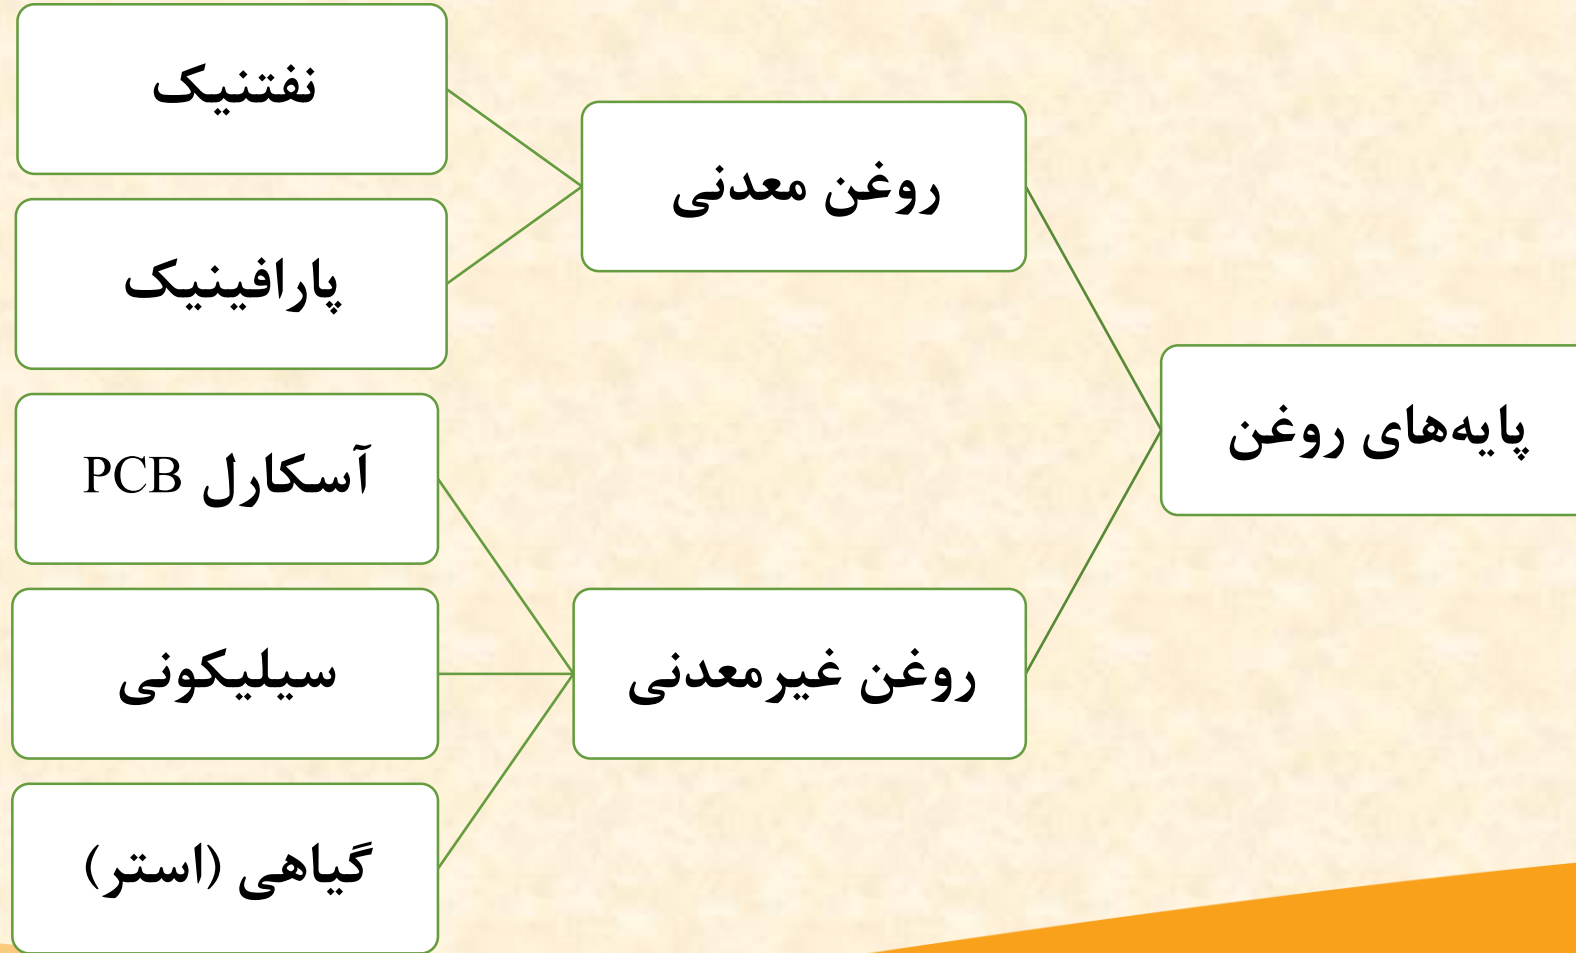 پایه‌های روغن
روغن معدنی
نفتنیک
پارافینیک
روغن غیرمعدنی
آسکارل PCB
سیلیکونی
گیاهی (استر)